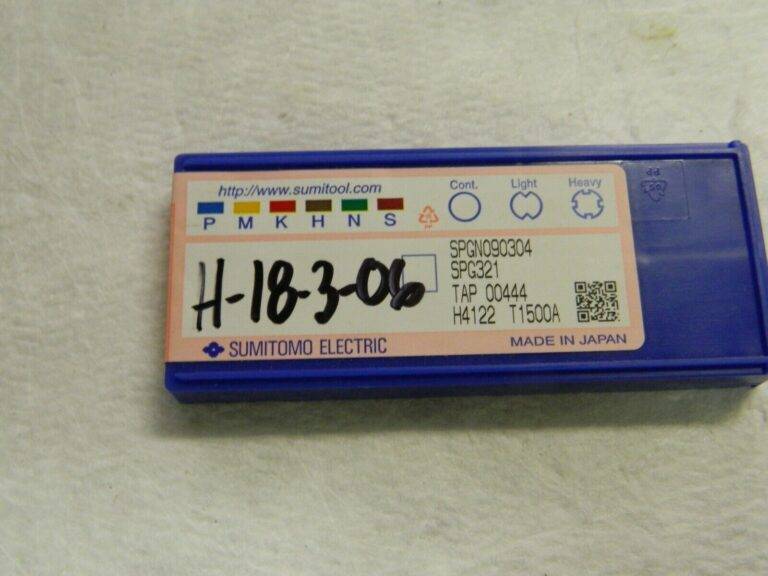 http://www.sumitool.com
P M K H N S
Cont. Light Heavy
SPGN090304
SPG321
TAP 00444
H4122 T1500A
H-18-3-06
SUMITOMO ELECTRIC
MADE IN JAPAN